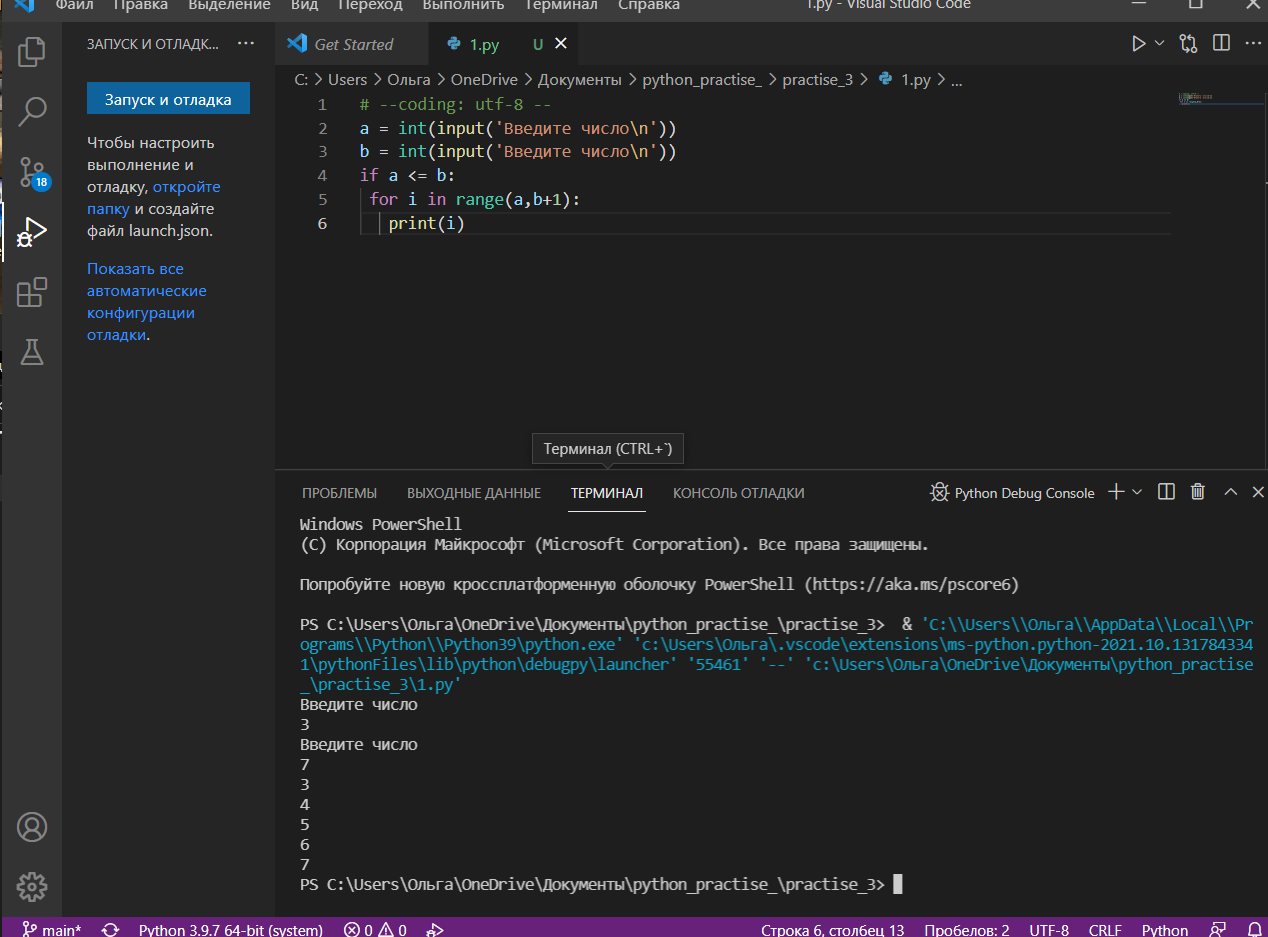 Файл Правка Выделение Вид Переход Выполнить Терминал Справка 1.py - Visual Studio Code
ЗАПУСК И ОТЛАДК... ··· Get Started 1.py U
C: > Users > Ольга > OneDrive > Документы > python_practise_ > practise_3 > 1.py > ...
Запуск и отладка
Чтобы настроить
выполнение и
отладку, откройте
папку и создайте
файл launch.json.
Показать все
автоматические
конфигурации
отладки.
18
1 # --coding: utf-8 --
2 a = int(input('Введите число\n'))
3 b = int(input('Введите число\n'))
4 if a <= b:
5 for i in range(a,b+1):
6 print(i)
Терминал (CTRL+`)
ПРОБЛЕМЫ ВЫХОДНЫЕ ДАННЫЕ ТЕРМИНАЛ КОНСОЛЬ ОТЛАДКИ Python Debug Console
Windows PowerShell
(C) Корпорация Майкрософт (Microsoft Corporation). Все права защищены.
Попробуйте новую кроссплатформенную оболочку PowerShell (https://aka.ms/pscore6)
PS C:\Users\Ольга\OneDrive\Документы\python_practise_\practise_3> & 'C:\\Users\\Ольга\\AppData\\Local\\Pr
ograms\\Python\\Python39\python.exe' 'c:\Users\Ольга\.vscode\extensions\ms-python.python-2021.10.131784334
1\pythonFiles\lib\python\debugpy\launcher' '55461' '--' 'c:\Users\Ольга\OneDrive\Документы\python_practise
_\practise_3\1.py'
Введите число
3
Введите число
7
3
4
5
6
7
PS C:\Users\Ольга\OneDrive\Документы\python_practise_\practise_3>
main* Python 3.9.7 64-bit (system) 0 0 Строка 6, столбец 13 Пробелов: 2 UTF-8 CRLF Python